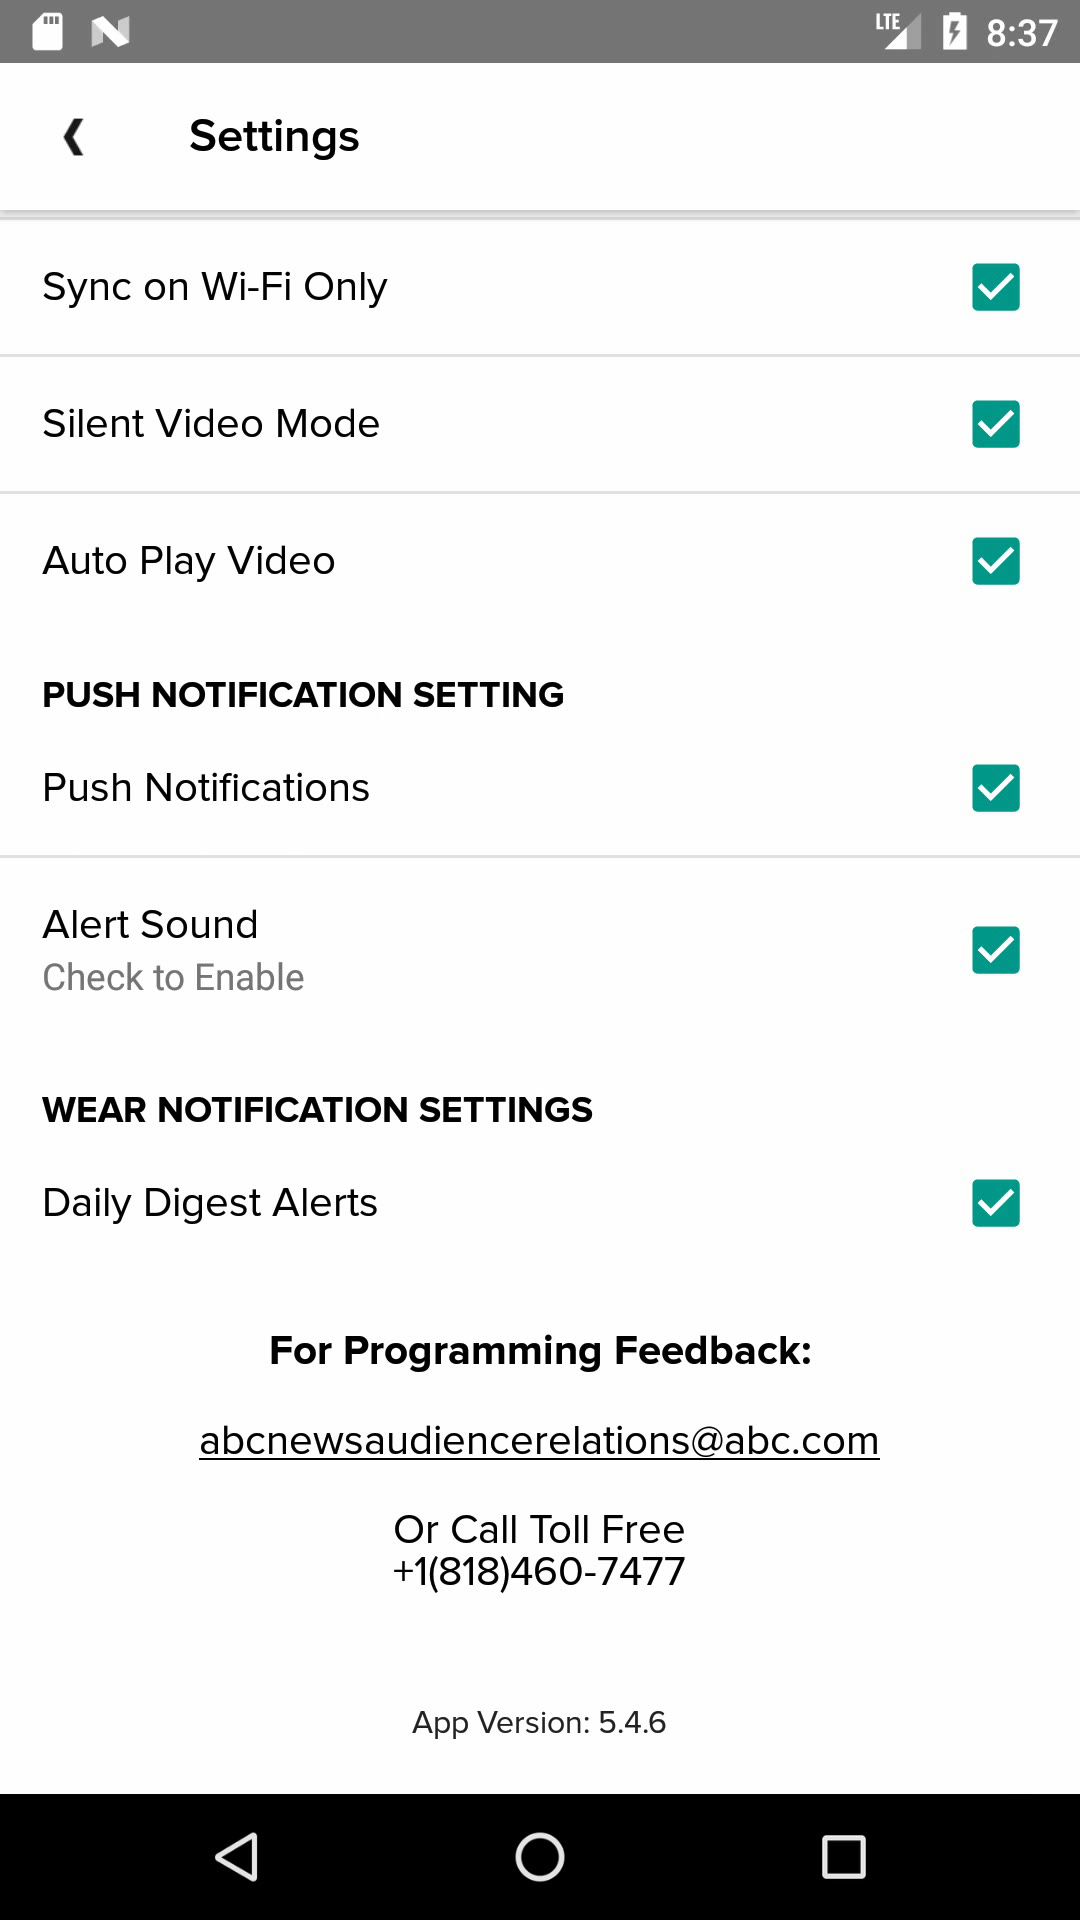 LTE 8:37
Settings
Sync on Wi-Fi Only
Silent Video Mode
Auto Play Video
PUSH NOTIFICATION SETTING
Push Notifications
Alert Sound
Check to Enable
WEAR NOTIFICATION SETTINGS
Daily Digest Alerts
For Programming Feedback:
abcnewsaudiencerelations@abc.com
Or Call Toll Free
+1(818)460-7477
App Version: 5.4.6